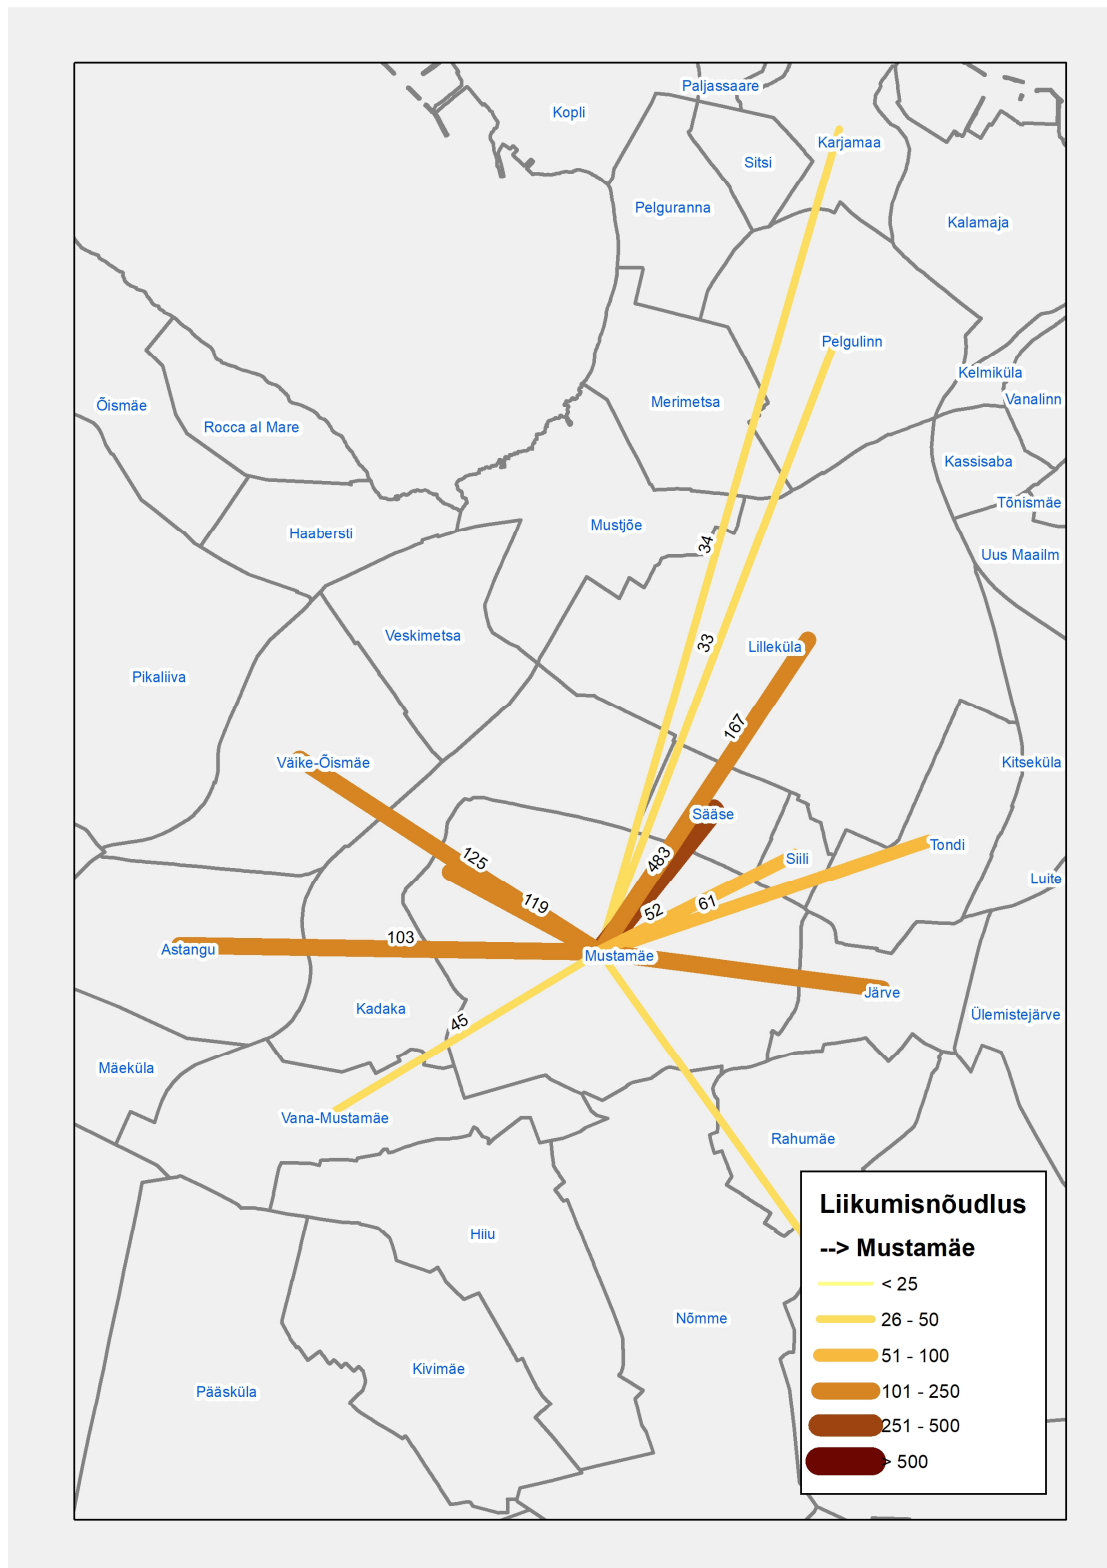 Paljassaare
Kopli
Karjamaa
Sitsi
Pelguranna
Kalamaja
Pelgulinn
Kelmiküla
Vanalinn
Merimetsa
Õismäe
Rocca al Mare
Kassisaba
Tõnismäe
Mustjõe
Haabersti
34
Uus Maailm
Veskimetsa
33
Lilleküla
Pikaliiva
167
Väike-Õismäe
Kitseküla
Sääse
Tondi
125
483
Siili
Luite
119
52
61
103
Astangu
Mustamäe
Järve
Kadaka
Ülemistejärve
45
Mäeküla
Vana-Mustamäe
Rahumäe
Hiiu
Nõmme
Kivimäe
Pääsküla
Liikumisnõudlus
--> Mustamäe
< 25
26 - 50
51 - 100
101 - 250
251 - 500
> 500